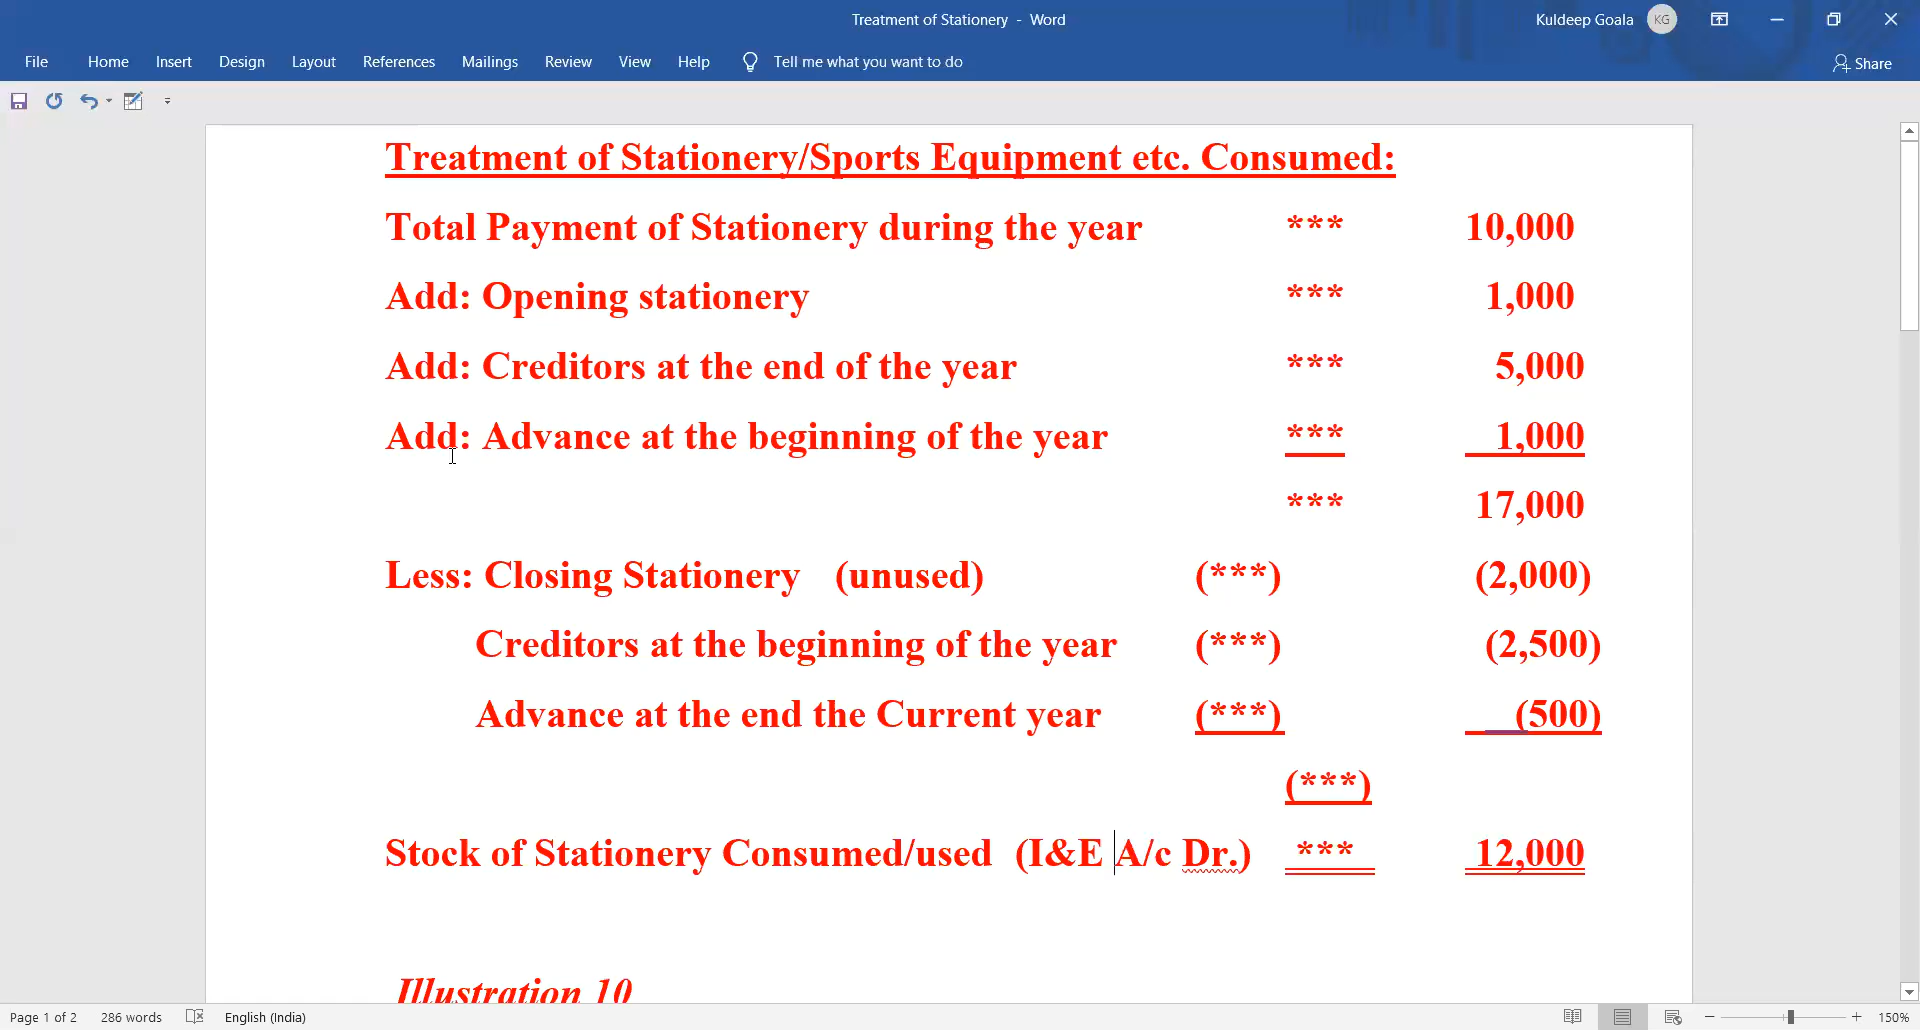 Treatment of Stationery - Word
Kuldeep Goala KG
File Home Insert Design Layout References Mailings Review View Help Tell me what you want to do Share
Treatment of Stationery/Sports Equipment etc. Consumed:
Total Payment of Stationery during the year *** 10,000
Add: Opening stationery *** 1,000
Add: Creditors at the end of the year *** 5,000
Add: Advance at the beginning of the year *** 1,000
*** 17,000
Less: Closing Stationery (unused) (***) (2,000)
Creditors at the beginning of the year (***) (2,500)
Advance at the end the Current year (***) (500)
(***)
Stock of Stationery Consumed/used (I&E A/c Dr.) *** 12,000
Illustration 10
Page 1 of 2 286 words English (India) 150%